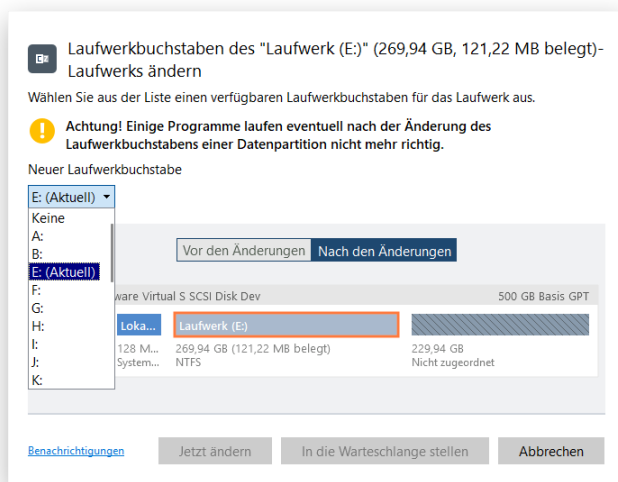 Laufwerkbuchstaben des "Laufwerk (E:)" (269,94 GB, 121,22 MB belegt)-
Laufwerks ändern
Wählen Sie aus der Liste einen verfügbaren Laufwerkbuchstaben für das Laufwerk aus.
Achtung! Einige Programme laufen eventuell nach der Änderung des
Laufwerkbuchstabens einer Datenpartition nicht mehr richtig.
Neuer Laufwerkbuchstabe
E: (Aktuell)
Keine
A:
B:
E: (Aktuell)
F:
G:
H:
I:
J:
K:
Vor den Änderungen Nach den Änderungen
ware Virtual S SCSI Disk Dev 500 GB Basis GPT
Loka... Laufwerk (E:)
128 M... 269,94 GB (121,22 MB belegt) 229,94 GB
System... NTFS Nicht zugeordnet
Benachrichtigungen Jetzt ändern In die Warteschlange stellen Abbrechen